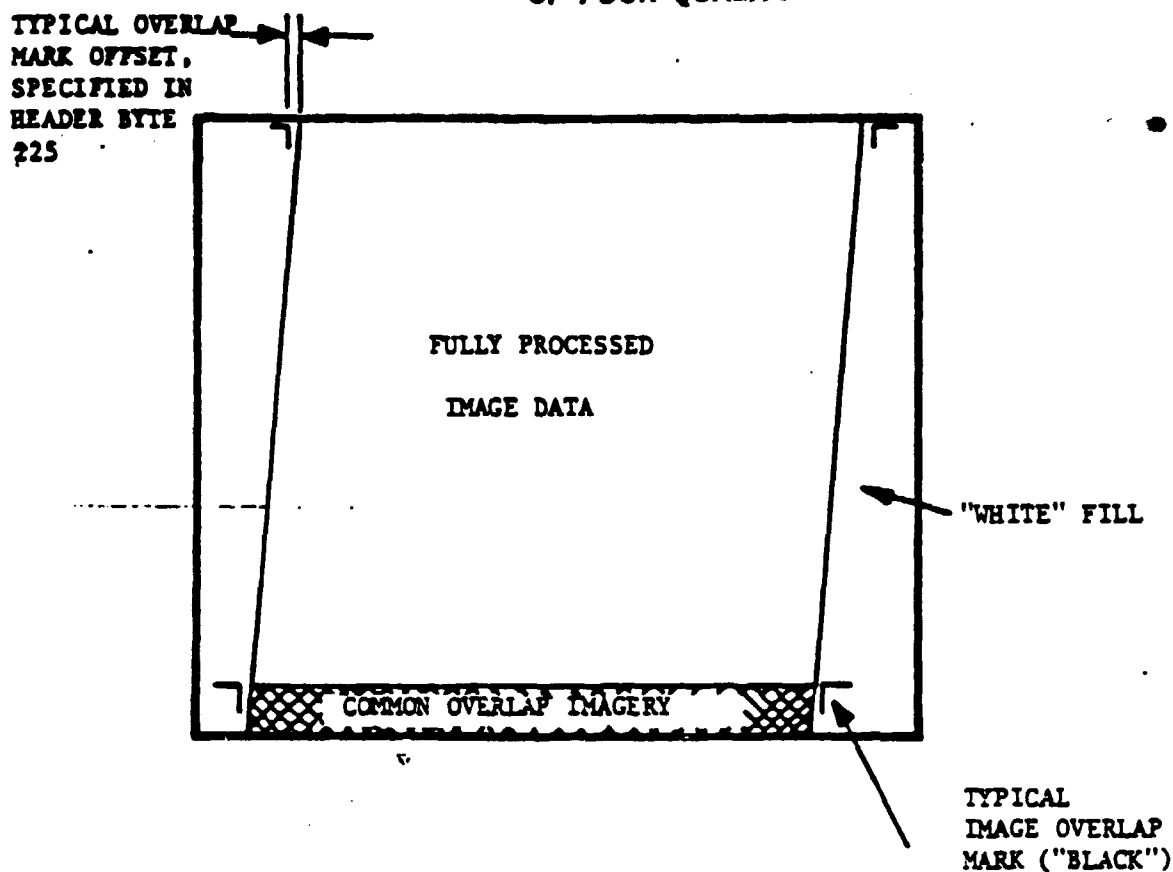 TYPICAL OVERLAP
MARK OFFSET,
SPECIFIED IN
HEADER BYTE
225
FULLY PROCESSED
IMAGE DATA
"WHITE" FILL
COMMON OVERLAP IMAGERY
TYPICAL
IMAGE OVERLAP
MARK ("BLACK")